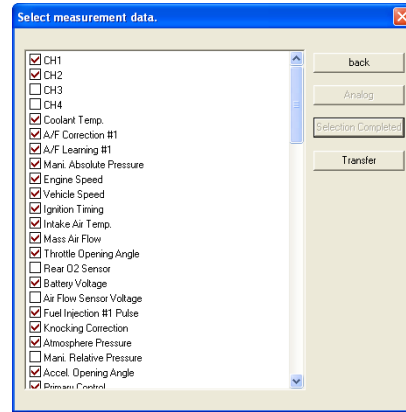 Select measurement data.
CH1
CH2
CH3
CH4
Coolant Temp.
A/F Correction #1
A/F Learning #1
Mani. Absolute Pressure
Engine Speed
Vehicle Speed
Ignition Timing
Intake Air Temp.
Mass Air Flow
Throttle Opening Angle
Rear O2 Sensor
Battery Voltage
Air Flow Sensor Voltage
Fuel Injection #1 Pulse
Knocking Correction
Atmosphere Pressure
Mani. Relative Pressure
Accel. Opening Angle
Primary Control
back
Analog
Selection Completed
Transfer